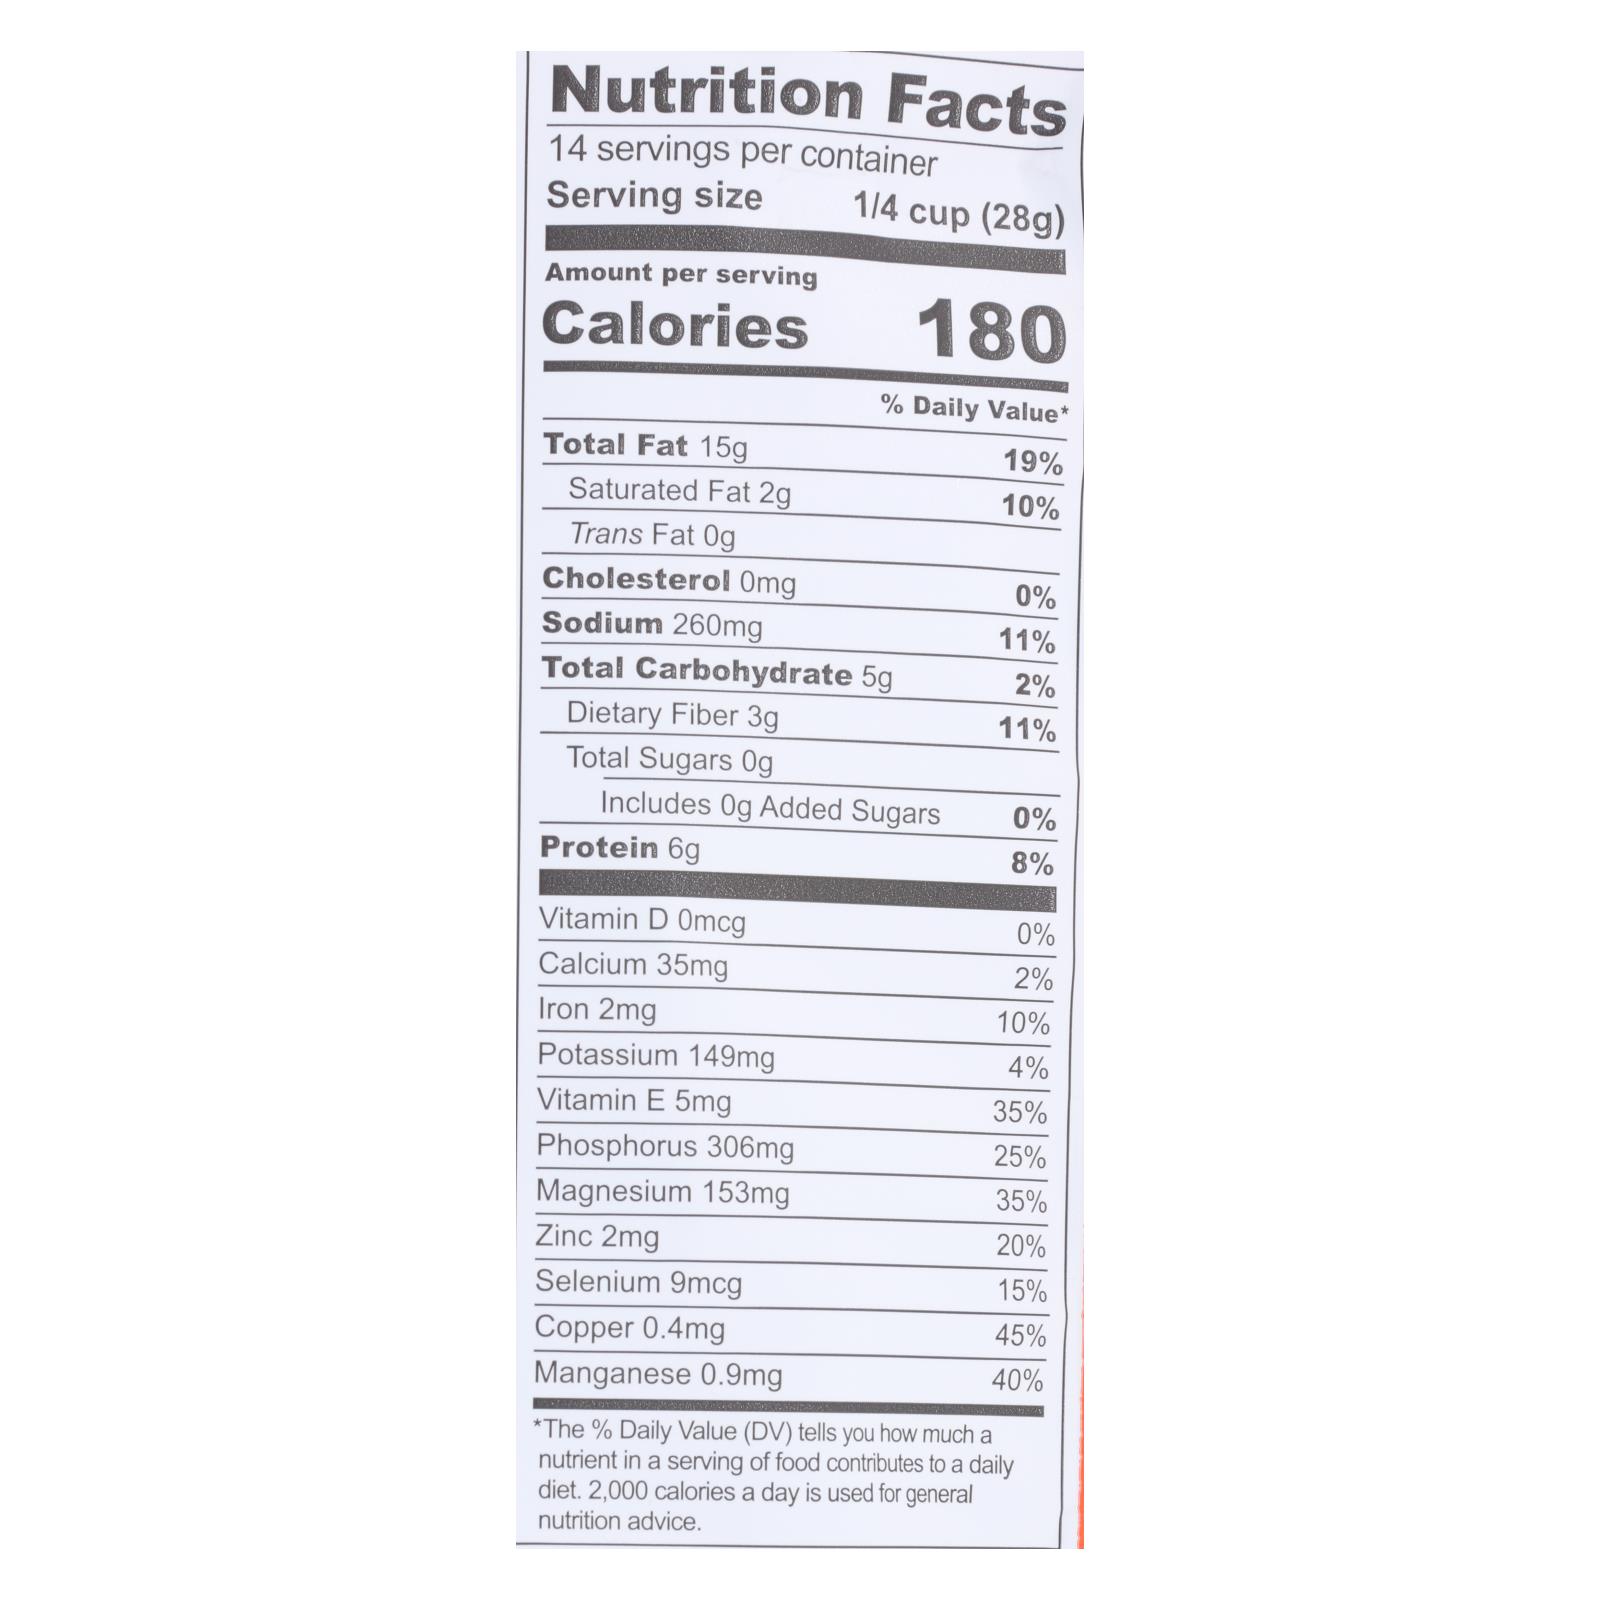 Nutrition Facts
14 servings per container
Serving size 1/4 cup (28g)
Amount per serving
Calories 180
% Daily Value*
Total Fat 15g 19%
Saturated Fat 2g 10%
Trans Fat 0g
Cholesterol 0mg 0%
Sodium 260mg 11%
Total Carbohydrate 5g 2%
Dietary Fiber 3g 11%
Total Sugars 0g
Includes 0g Added Sugars 0%
Protein 6g 8%
Vitamin D 0mcg 0%
Calcium 35mg 2%
Iron 2mg 10%
Potassium 149mg 4%
Vitamin E 5mg 35%
Phosphorus 306mg 25%
Magnesium 153mg 35%
Zinc 2mg 20%
Selenium 9mcg 15%
Copper 0.4mg 45%
Manganese 0.9mg 40%
*The % Daily Value (DV) tells you how much a
nutrient in a serving of food contributes to a daily
diet. 2,000 calories a day is used for general
nutrition advice.